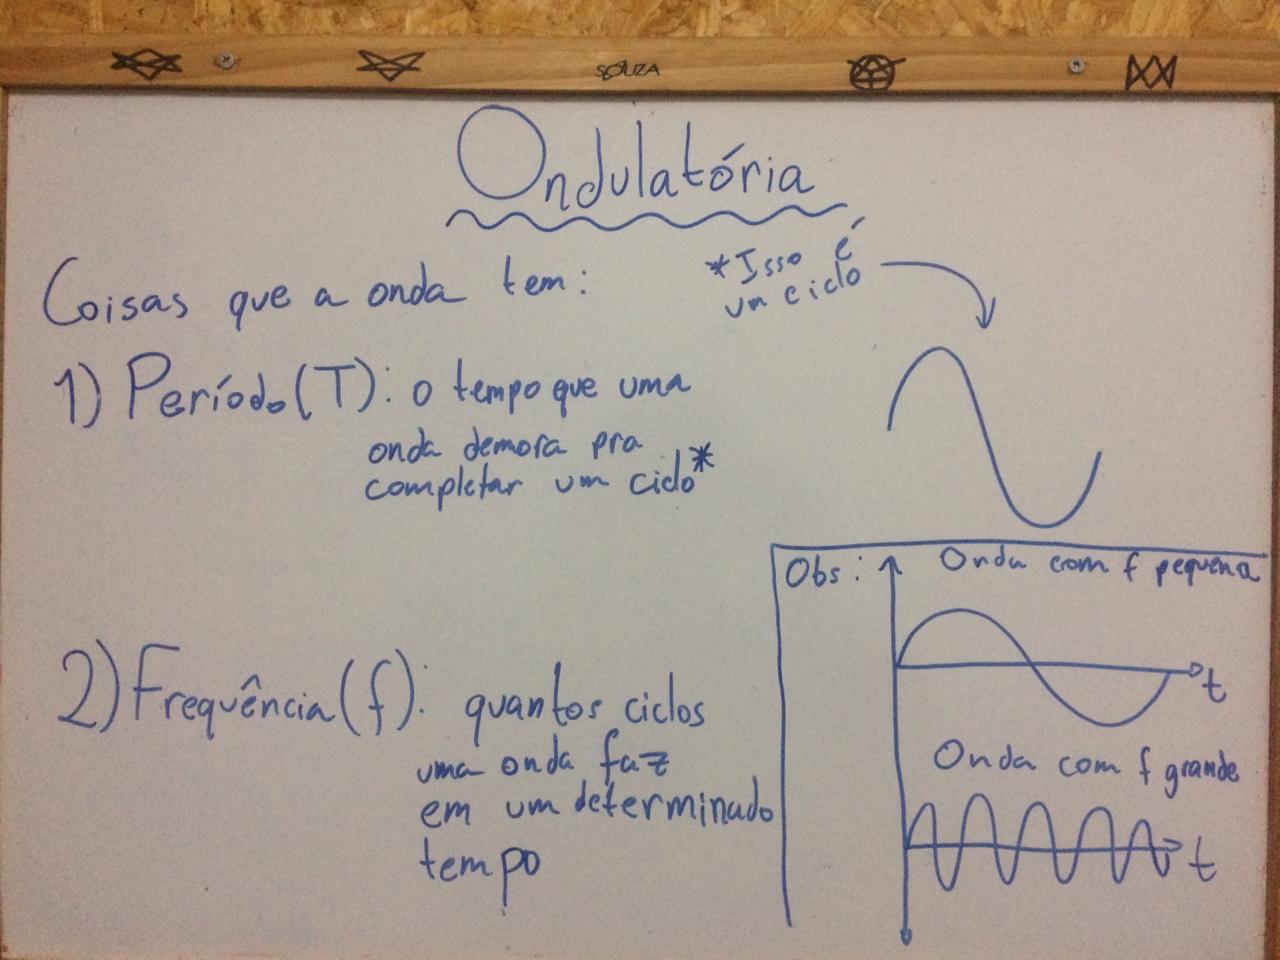 SOUZA
Ondulatória
Coisas que a onda tem:
*Isso é
um ciclo
1) Período(T): o tempo que uma
onda demora pra
completar um ciclo*
2) Frequência(f): quantos ciclos
uma onda faz
em um determinado
tempo
Obs: Onda com f pequena
t
Onda com f grande
t